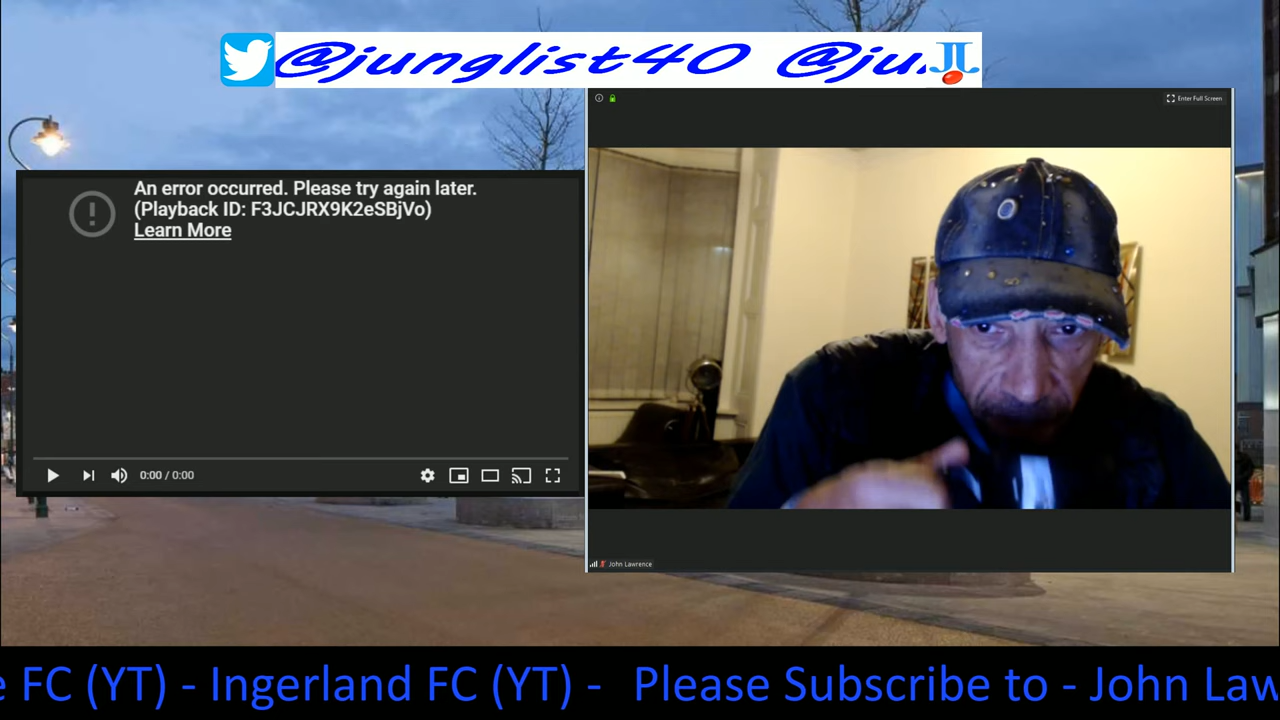 @junglist40 @ju
Enter Full Screen
An error occurred. Please try again later.
(Playback ID: F3JCJRX9K2eSBjVo)
Learn More
0:00 / 0:00
John Lawrence
e FC (YT) - Ingerland FC (YT) - Please Subscribe to - John Law